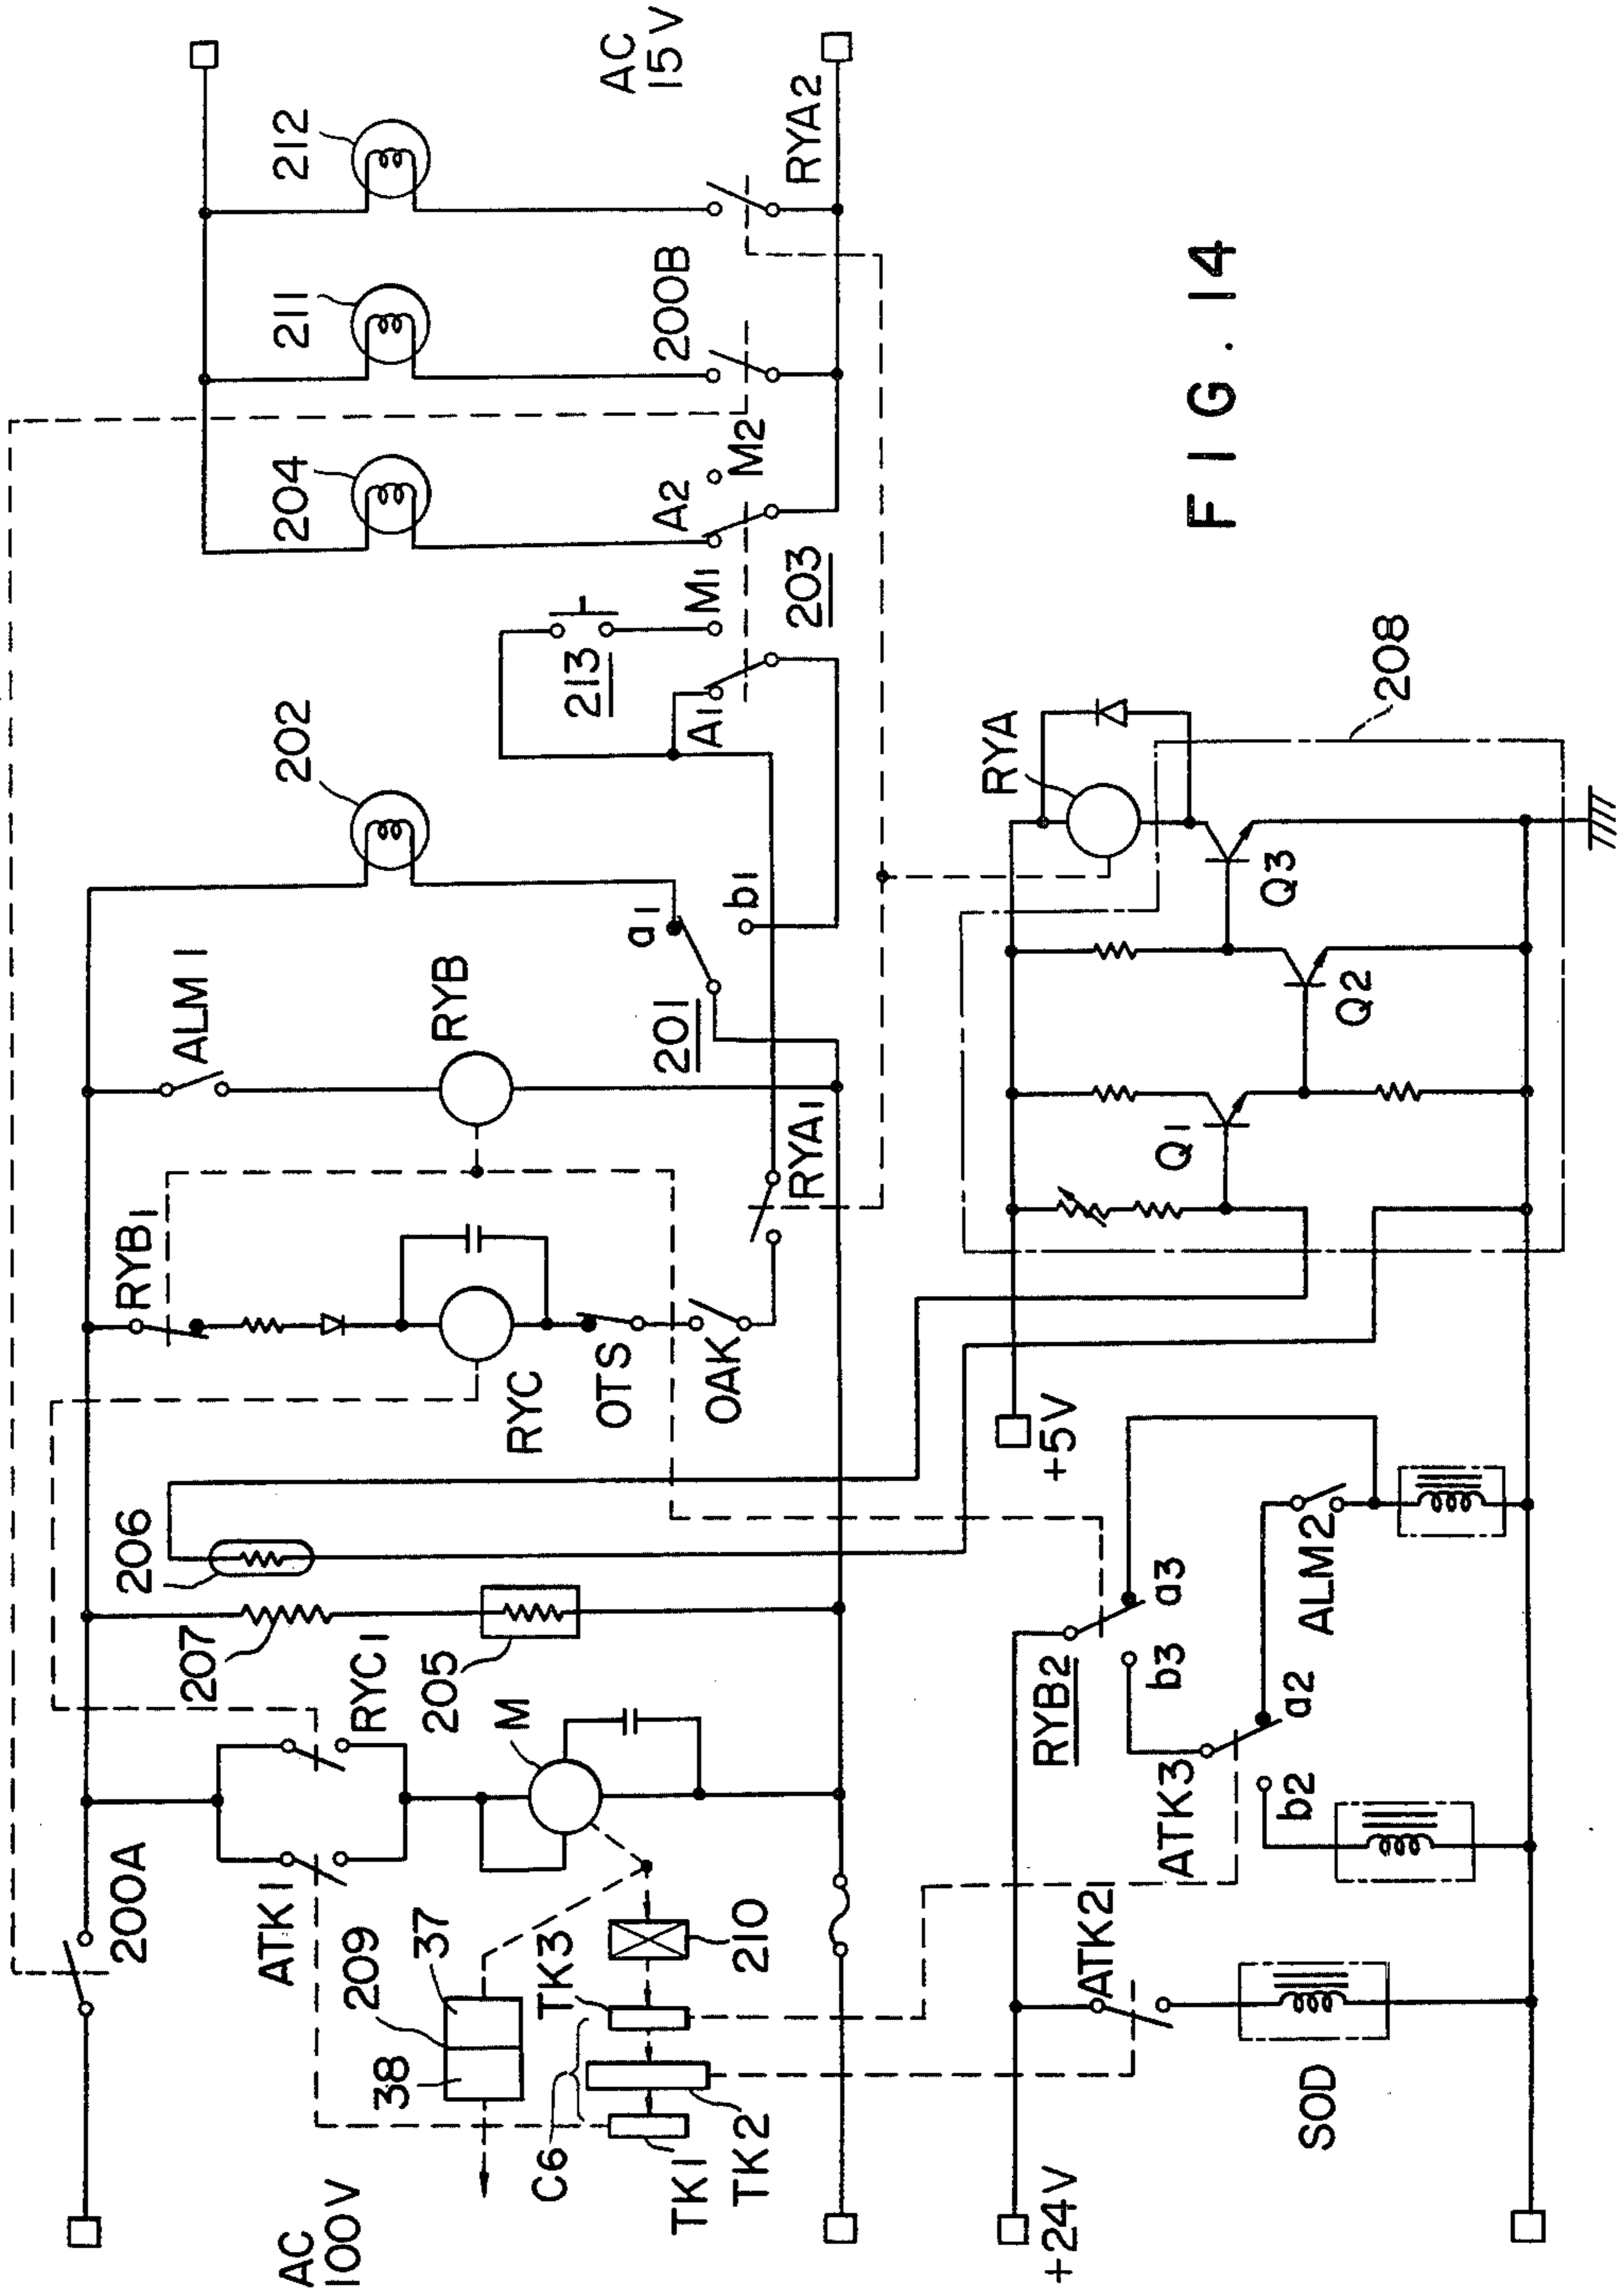 AC
100V
200A
ATK1
RYC1
209
37
38
M
TK3
C6
210
TK1
TK2
207
205
206
RYB1
RYC
OTS
OAK
ALM1
RYB
RYA1
201
202
a1
b1
A1
213
M1
203
204
A2
M2
211
200B
212
RYA2
AC
15V
+24V
ATK21
SOD
RYB2
b3
a3
ATK3
b2
a2
ALM2
+5V
Q1
Q2
Q3
RYA
208
FIG. 14